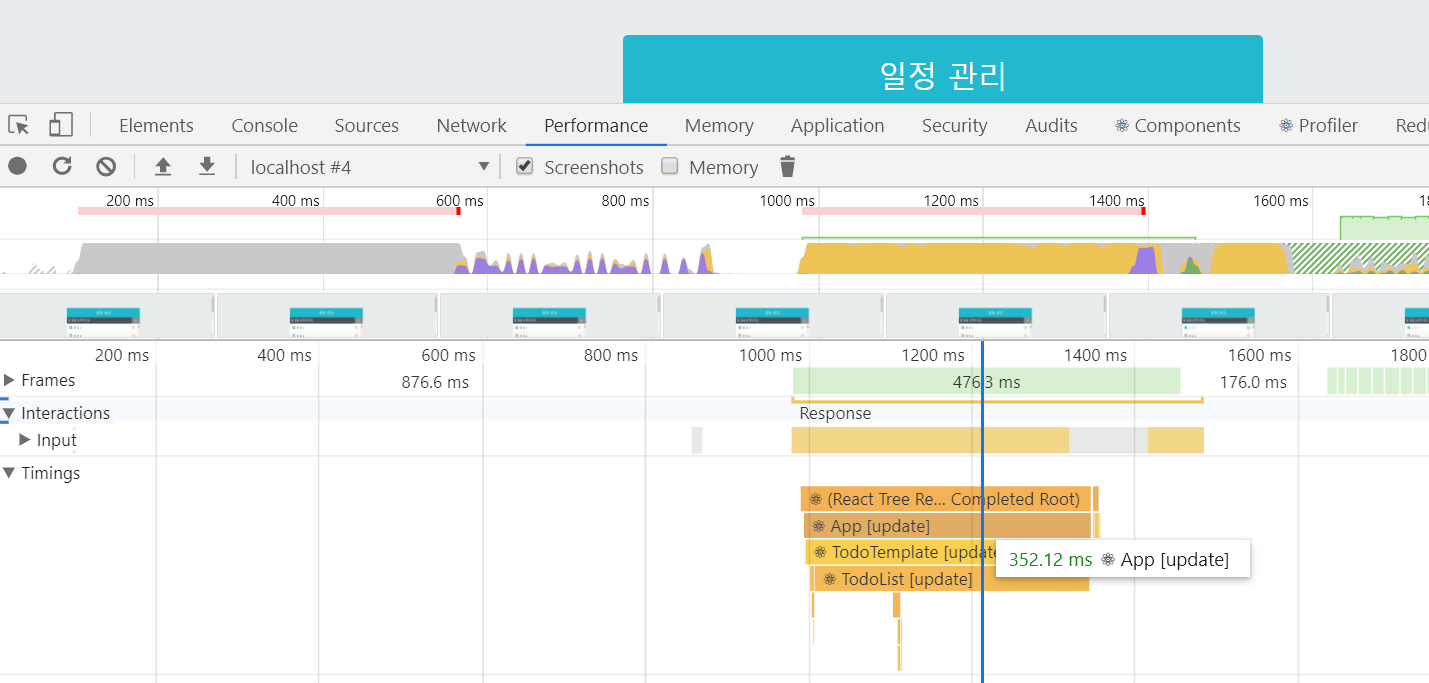 일정 관리
Elements Console Sources Network Performance Memory Application Security Audits Components Profiler Red
localhost #4 Screenshots Memory
200 ms 400 ms 600 ms 800 ms 1000 ms 1200 ms 1400 ms 1600 ms
200 ms 400 ms 600 ms 800 ms 1000 ms 1200 ms 1400 ms 1600 ms 1800
Frames 876.6 ms 476.3 ms 176.0 ms
Interactions Response
Input
Timings
(React Tree Re... Completed Root)
App [update]
TodoTemplate [update
352.12 ms App [update]
TodoList [update]